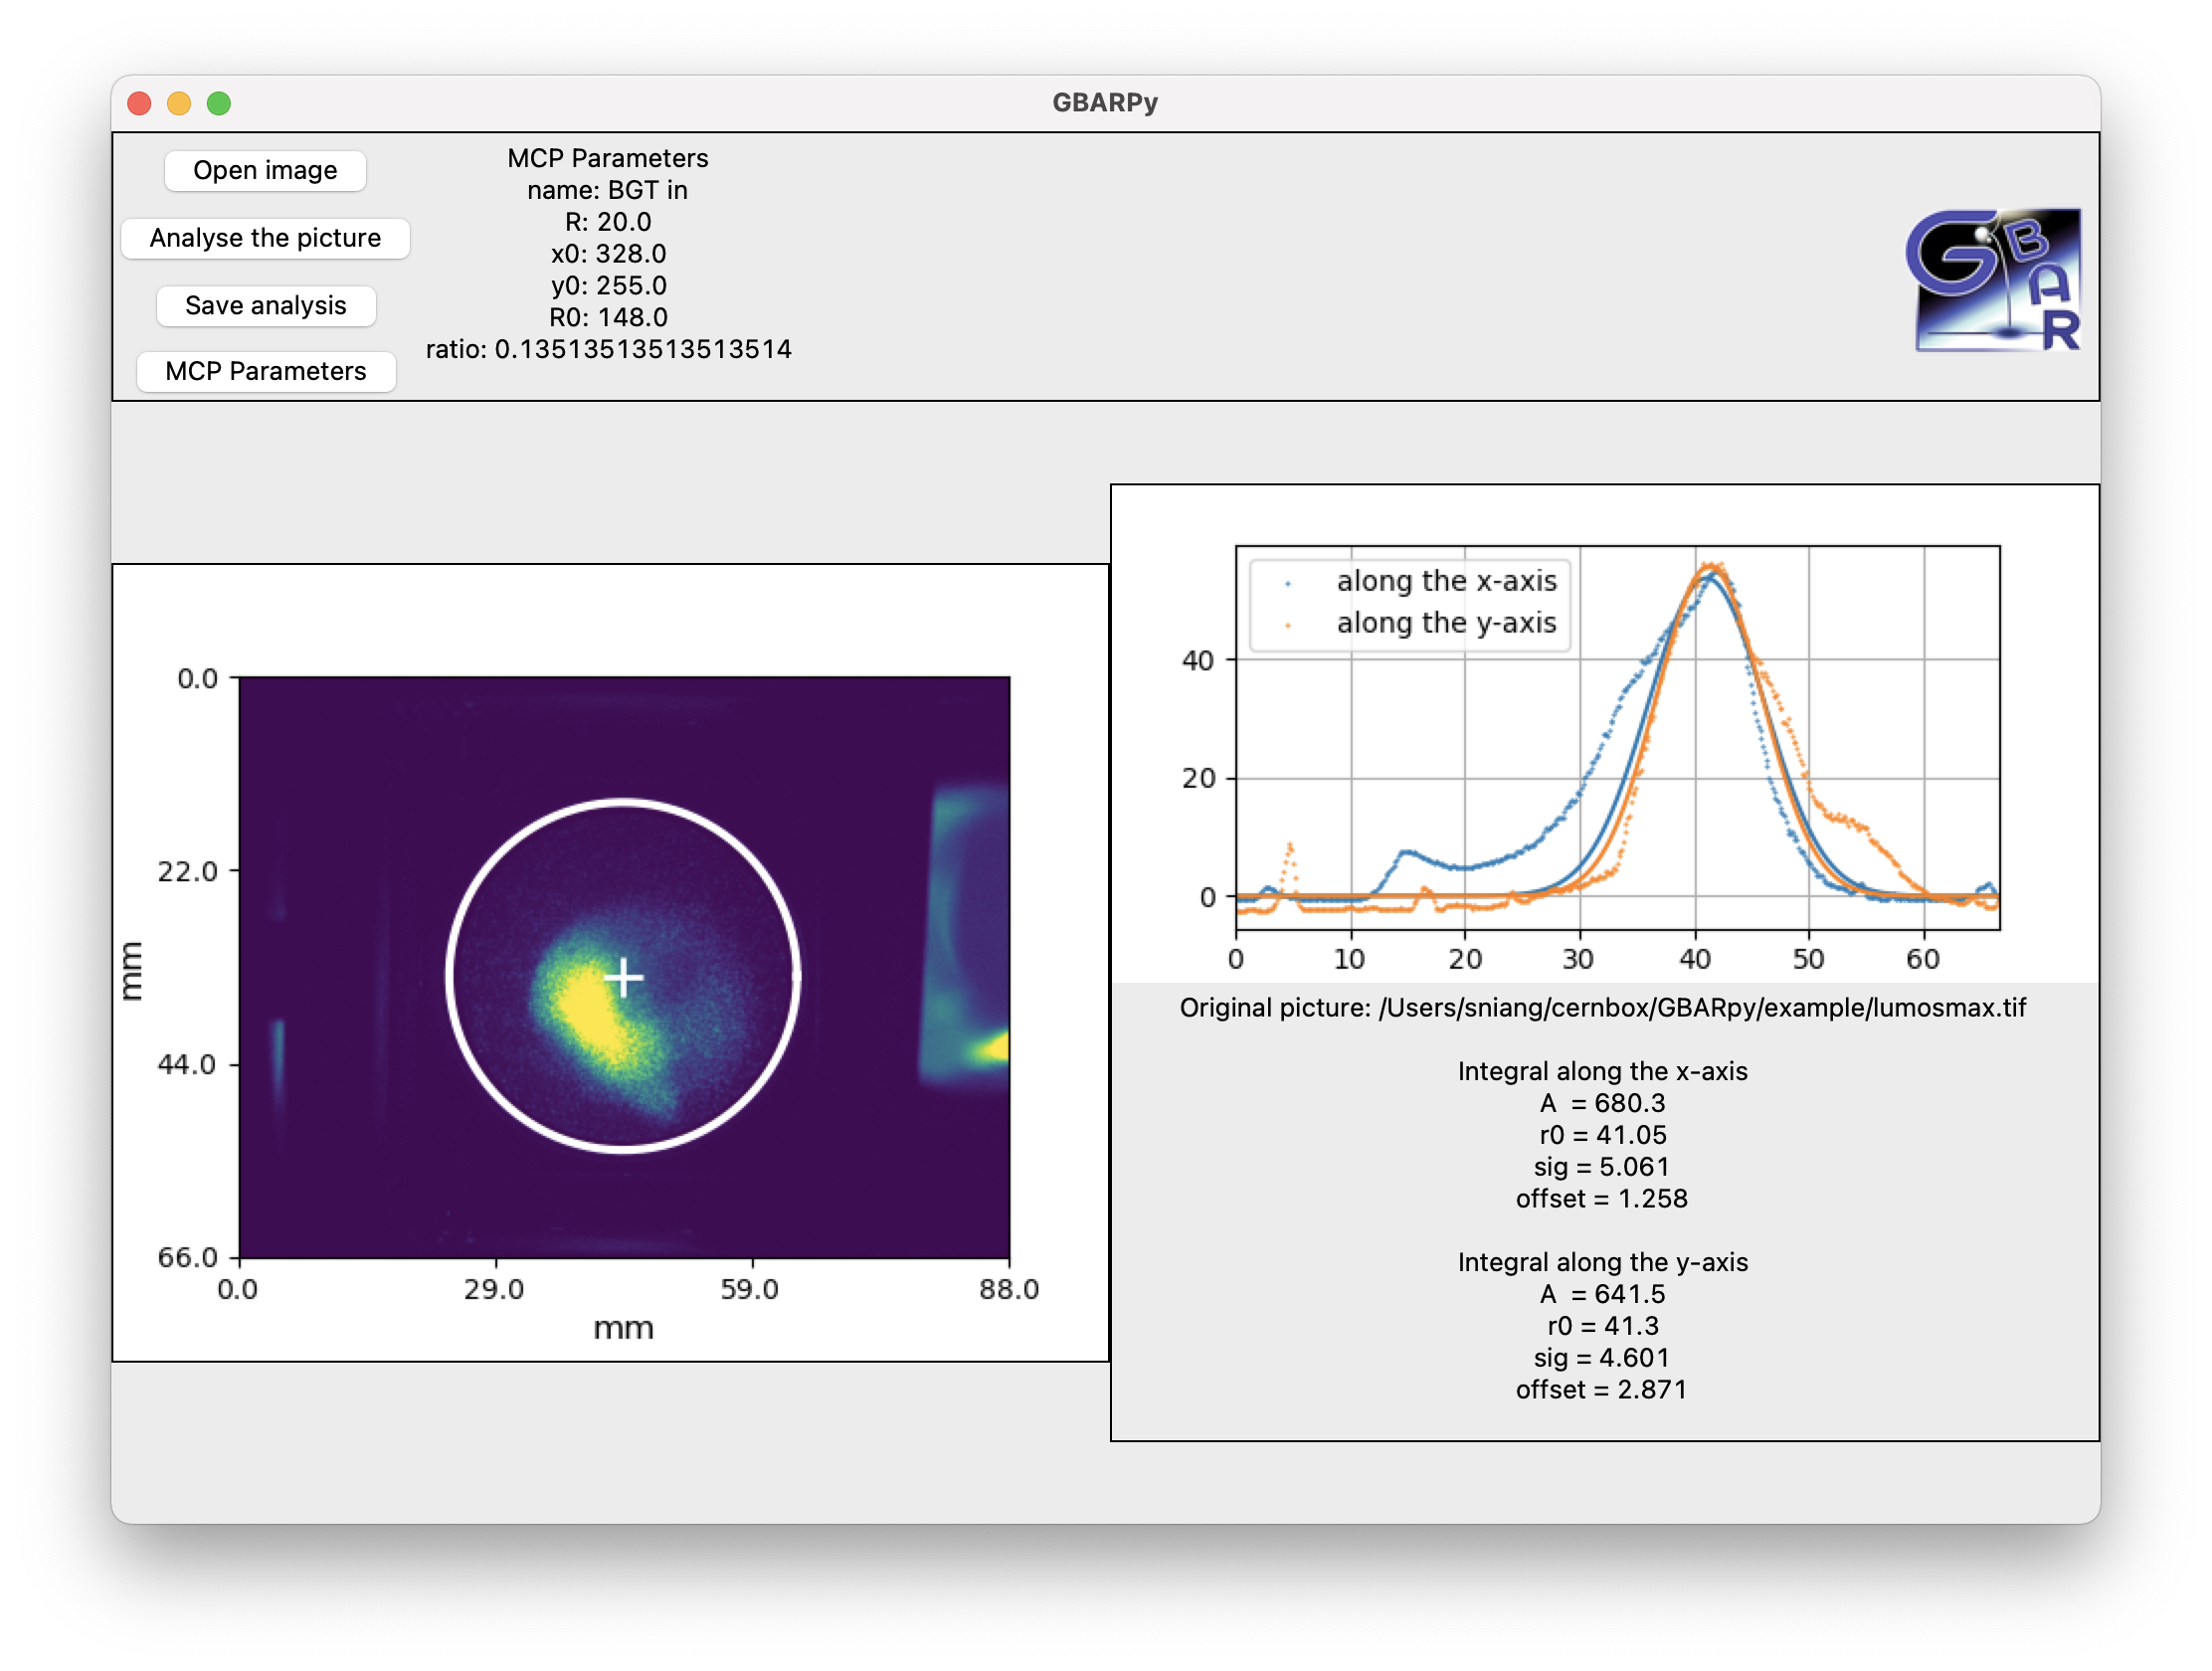 GBARPy
Open image
Analyse the picture
Save analysis
MCP Parameters
MCP Parameters
name: BGT in
R: 20.0
x0: 328.0
y0: 255.0
R0: 148.0
ratio: 0.13513513513513514
GBAR
0.0
22.0
44.0
66.0
mm
0.0 29.0 59.0 88.0
mm
along the x-axis
along the y-axis
40
20
0
0 10 20 30 40 50 60
Original picture: /Users/sniang/cernbox/GBARpy/example/lumosmax.tif
Integral along the x-axis
A = 680.3
r0 = 41.05
sig = 5.061
offset = 1.258
Integral along the y-axis
A = 641.5
r0 = 41.3
sig = 4.601
offset = 2.871